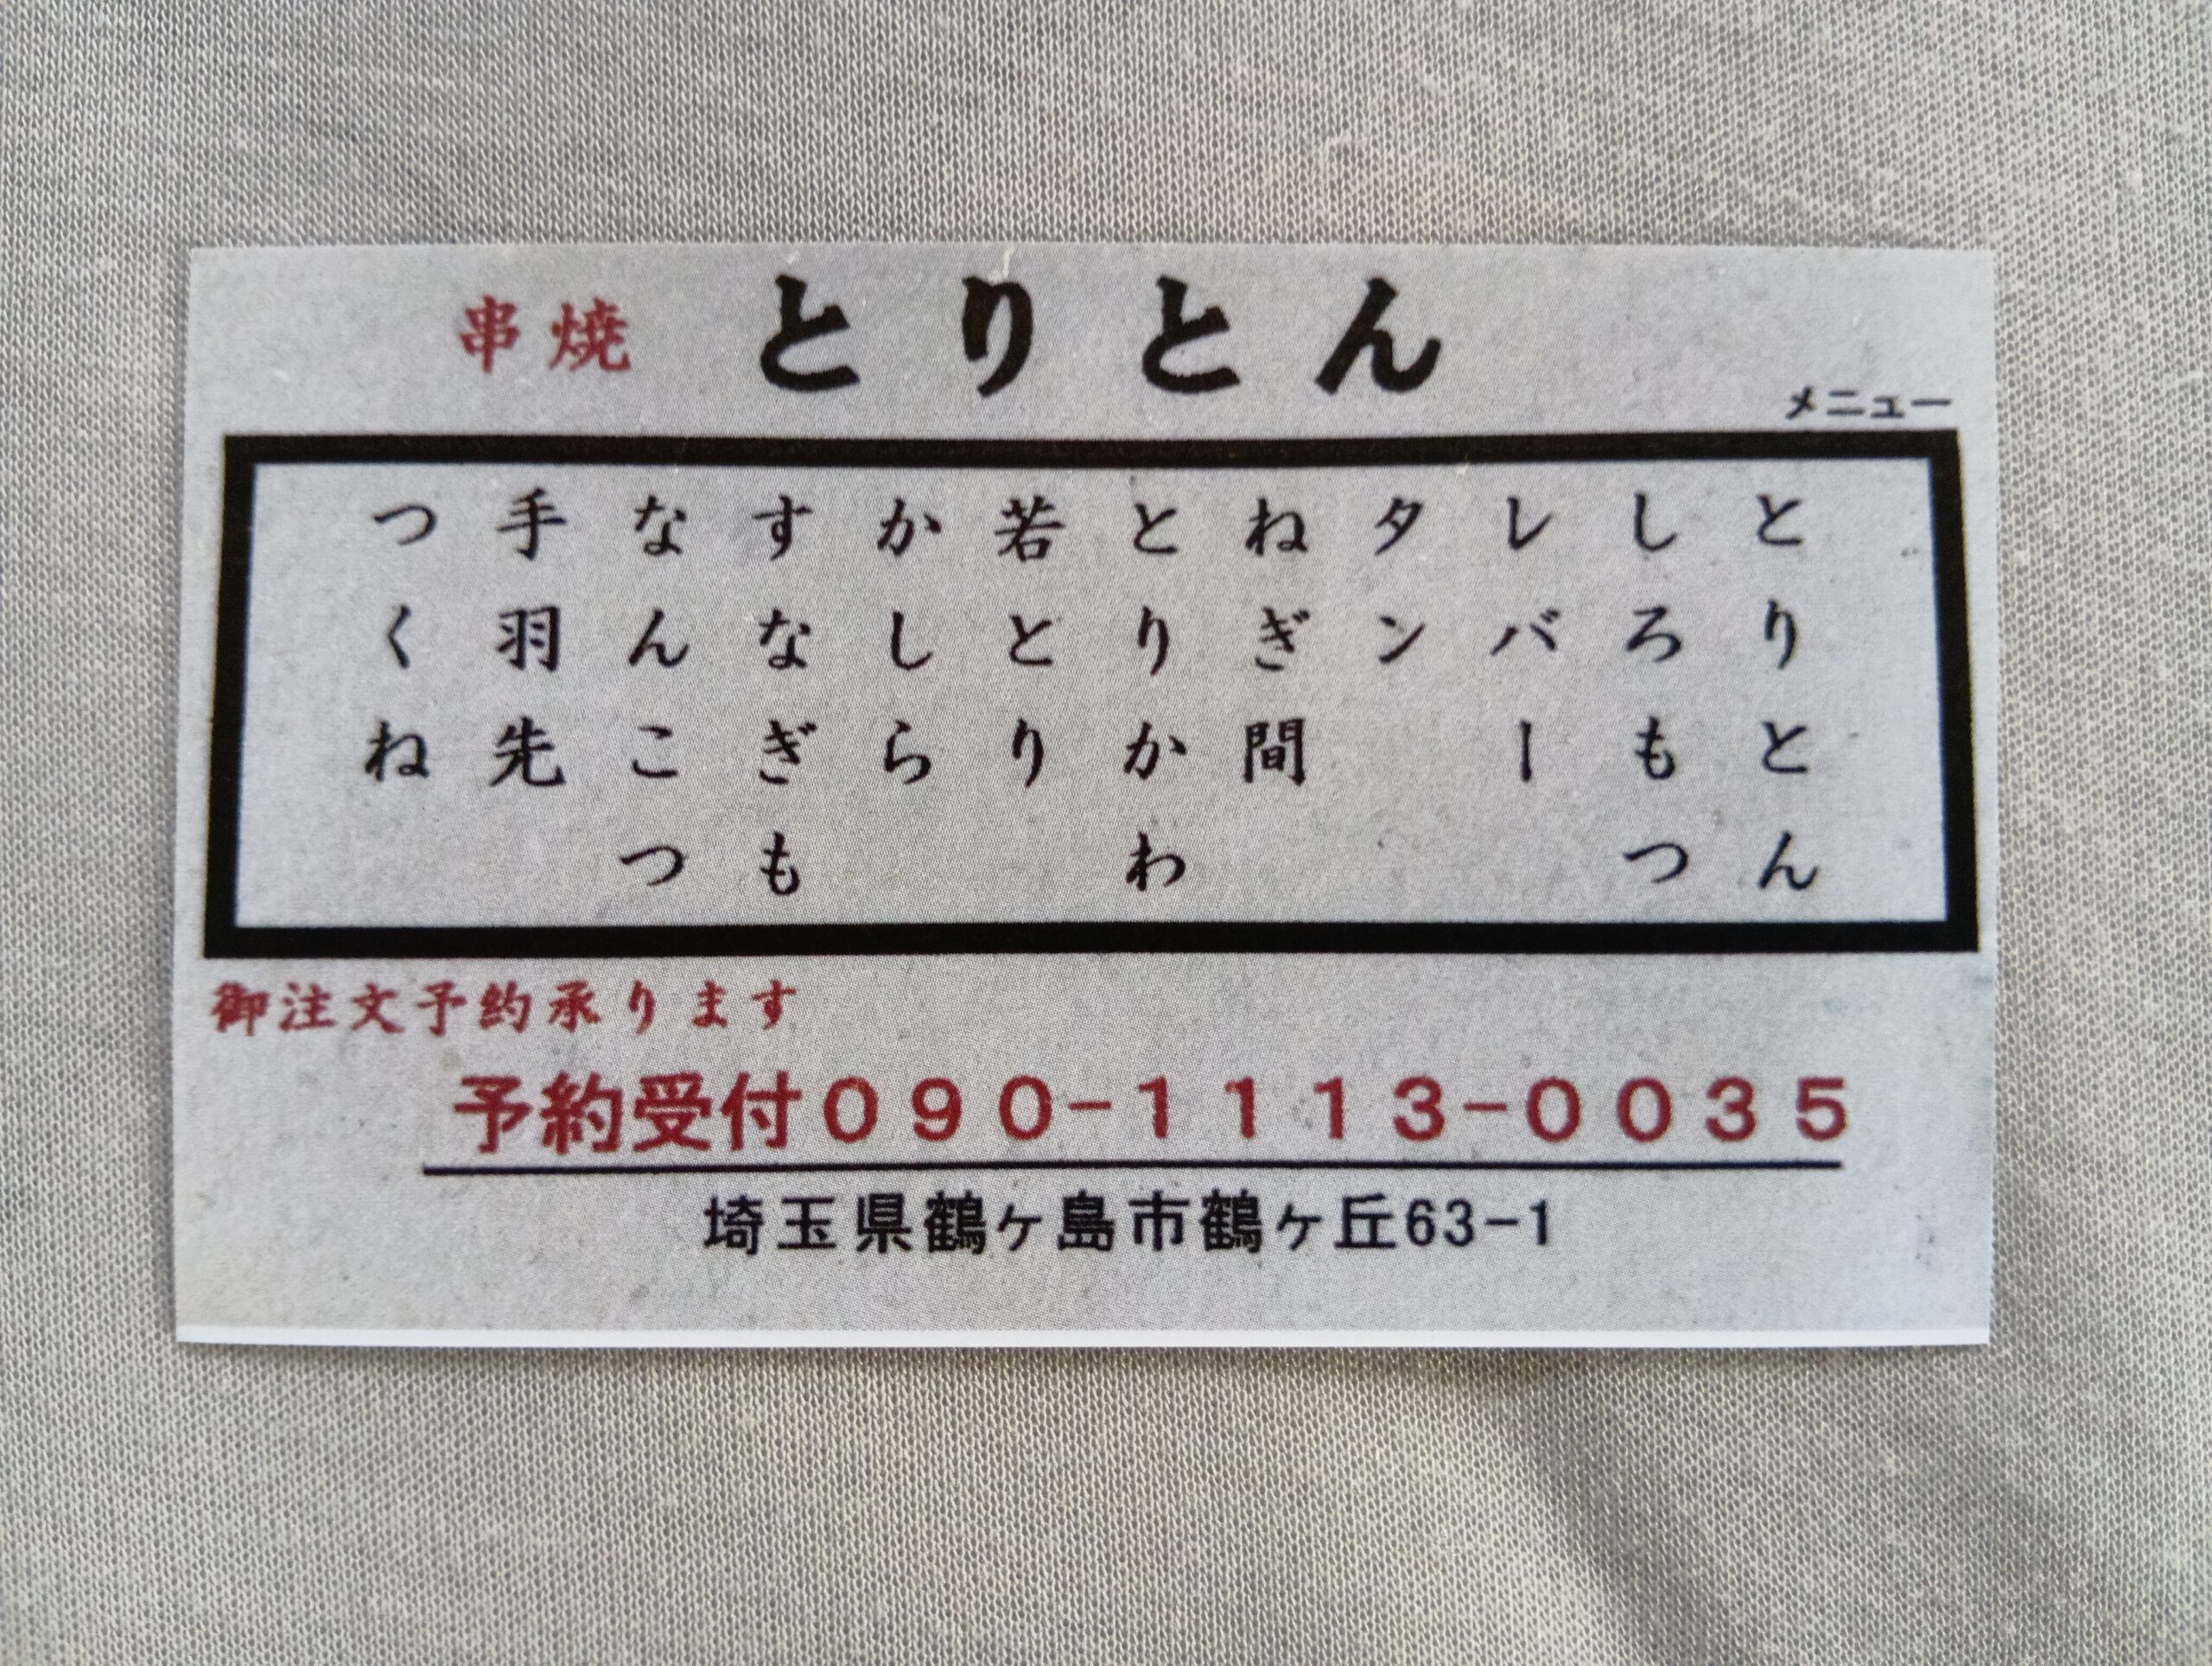 串焼 とりとん
メニュー
とりとん
しろもつ
レバー
タン
ねぎ間
とりかわ
若とり
かしら
すなぎも
なんこつ
手羽先
つくね
御注文予約承ります
予約受付０９０－１１１３－００３５
埼玉県鶴ヶ島市鶴ヶ丘63-1